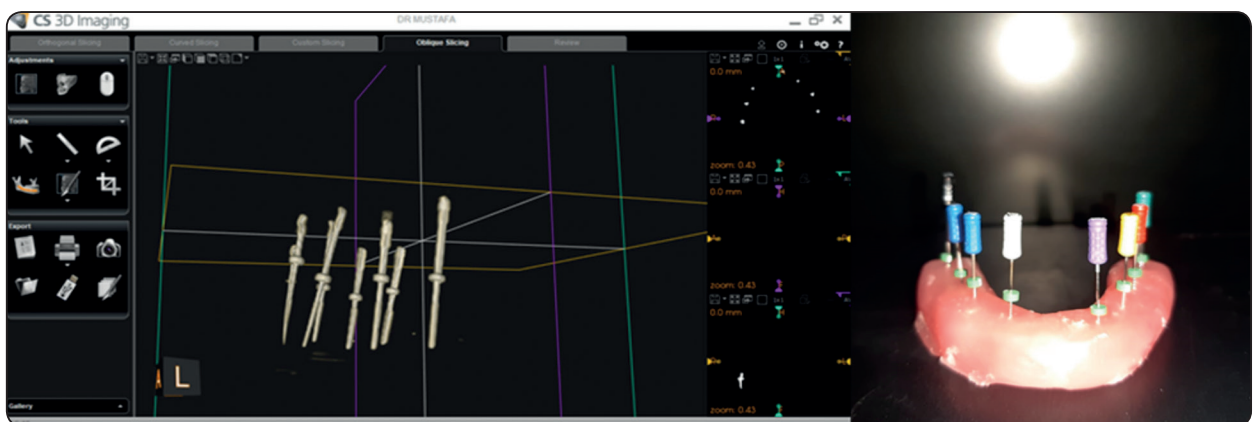 CS 3D Imaging
DR MUSTAFA
Orthogonal Slicing
Curved Slicing
Custom Slicing
Oblique Slicing
Review
Adjustments
Tools
Export
Gallery
L
0.0 mm
zoom: 0.43
0.0 mm
zoom: 0.43
0.0 mm
zoom: 0.43